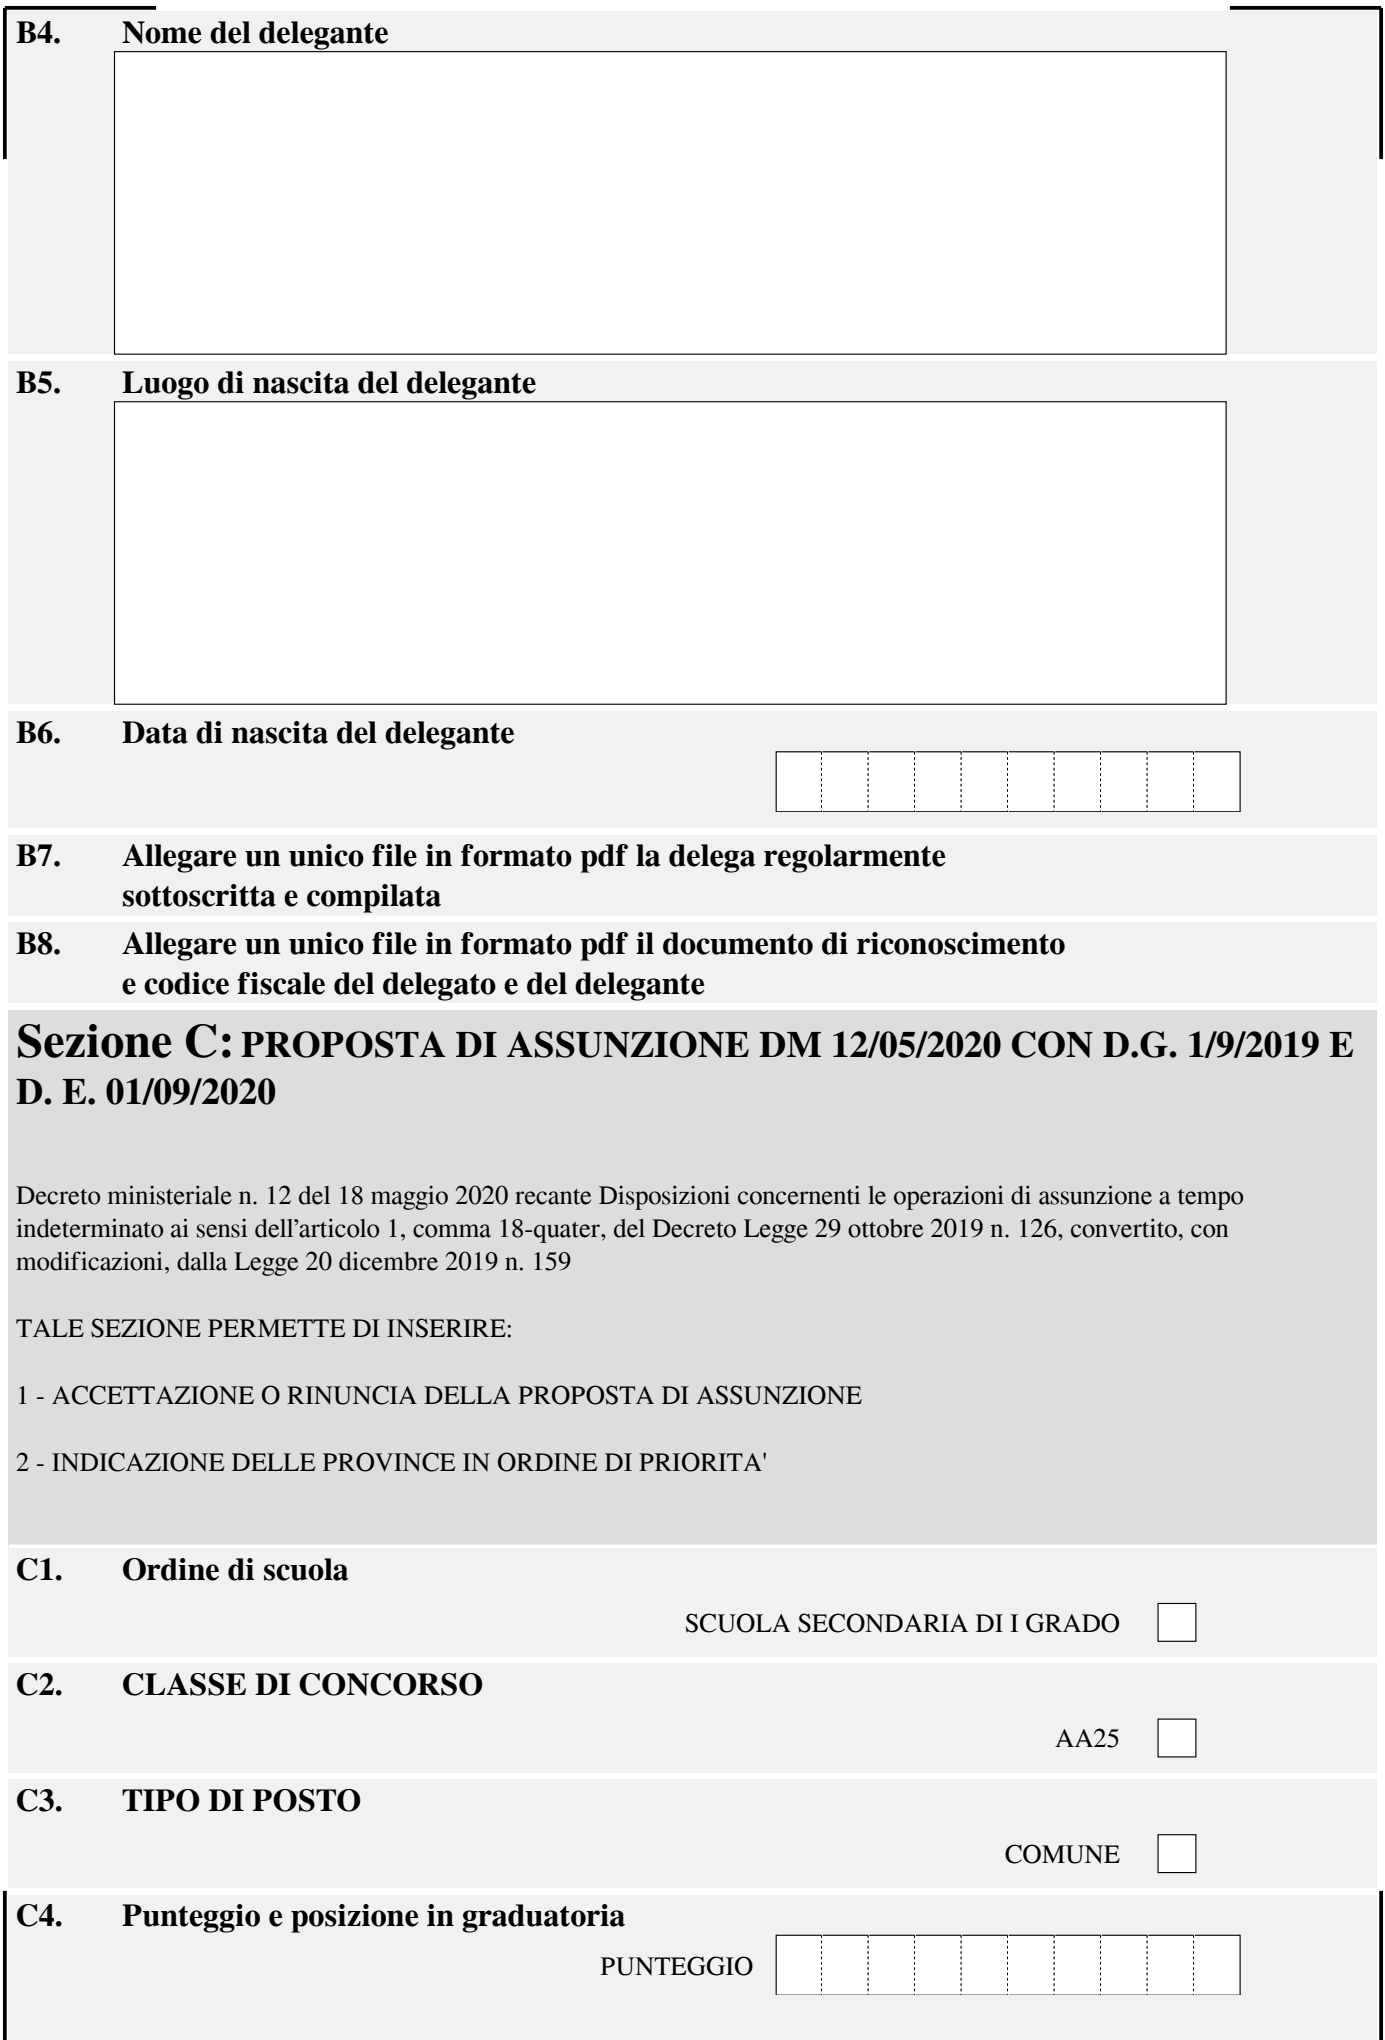 B4. Nome del delegante
B5. Luogo di nascita del delegante
B6. Data di nascita del delegante
B7. Allegare un unico file in formato pdf la delega regolarmente
sottoscritta e compilata
B8. Allegare un unico file in formato pdf il documento di riconoscimento
e codice fiscale del delegato e del delegante
Sezione C: PROPOSTA DI ASSUNZIONE DM 12/05/2020 CON D.G. 1/9/2019 E
D. E. 01/09/2020
Decreto ministeriale n. 12 del 18 maggio 2020 recante Disposizioni concernenti le operazioni di assunzione a tempo
indeterminato ai sensi dell'articolo 1, comma 18-quater, del Decreto Legge 29 ottobre 2019 n. 126, convertito, con
modificazioni, dalla Legge 20 dicembre 2019 n. 159
TALE SEZIONE PERMETTE DI INSERIRE:
1 - ACCETTAZIONE O RINUNCIA DELLA PROPOSTA DI ASSUNZIONE
2 - INDICAZIONE DELLE PROVINCE IN ORDINE DI PRIORITA'
C1. Ordine di scuola
SCUOLA SECONDARIA DI I GRADO
C2. CLASSE DI CONCORSO
AA25
C3. TIPO DI POSTO
COMUNE
C4. Punteggio e posizione in graduatoria
PUNTEGGIO